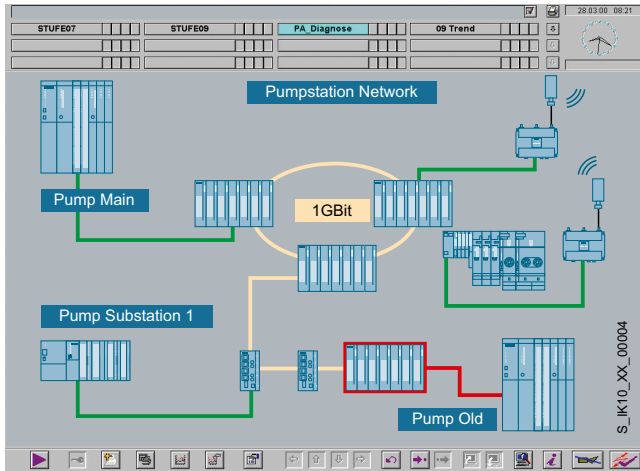 28.03.00 08:21
STUFE07
STUFE09
PA_Diagnose
09 Trend
Pumpstation Network
Pump Main
1GBit
Pump Substation 1
Pump Old
S_IK10_XX_00004